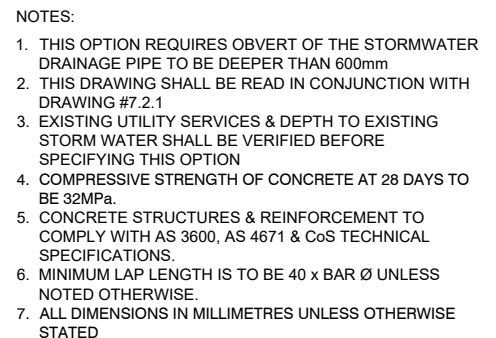 NOTES:
1. THIS OPTION REQUIRES OBVERT OF THE STORMWATER
DRAINAGE PIPE TO BE DEEPER THAN 600mm
2. THIS DRAWING SHALL BE READ IN CONJUNCTION WITH
DRAWING #7.2.1
3. EXISTING UTILITY SERVICES & DEPTH TO EXISTING
STORM WATER SHALL BE VERIFIED BEFORE
SPECIFYING THIS OPTION
4. COMPRESSIVE STRENGTH OF CONCRETE AT 28 DAYS TO
BE 32MPa.
5. CONCRETE STRUCTURES & REINFORCEMENT TO
COMPLY WITH AS 3600, AS 4671 & CoS TECHNICAL
SPECIFICATIONS.
6. MINIMUM LAP LENGTH IS TO BE 40 x BAR Ø UNLESS
NOTED OTHERWISE.
7. ALL DIMENSIONS IN MILLIMETRES UNLESS OTHERWISE
STATED